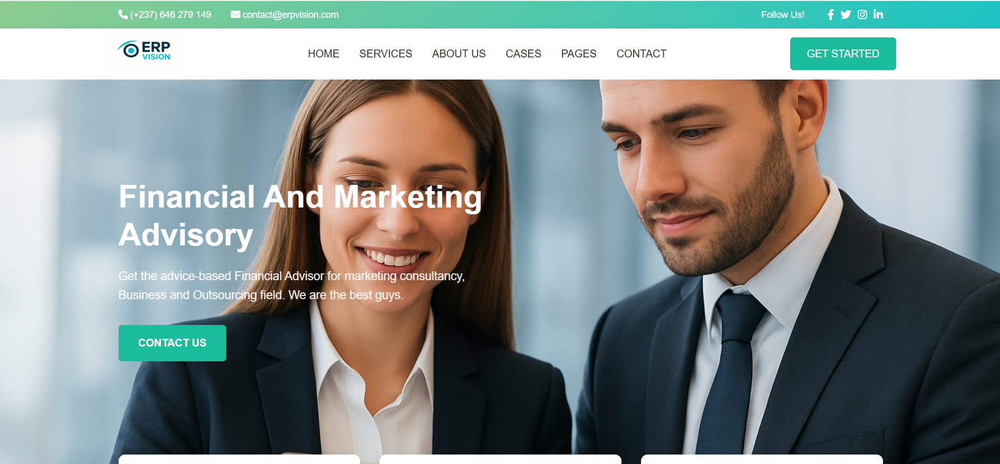 (+237) 646 279 149 contact@erpvision.com Follow Us!
ERP
VISION
HOME SERVICES ABOUT US CASES PAGES CONTACT GET STARTED
Financial And Marketing
Advisory
Get the advice-based Financial Advisor for marketing consultancy,
Business and Outsourcing field. We are the best guys.
CONTACT US